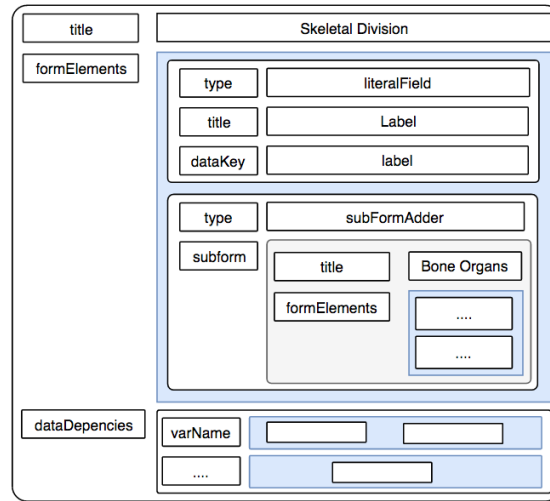 title
Skeletal Division
formElements
type
literalField
title
Label
dataKey
label
type
subFormAdder
subform
title
Bone Organs
formElements
....
....
dataDepencies
varName
....